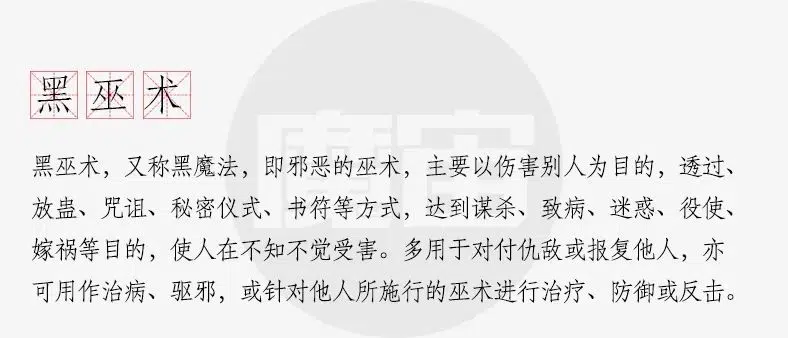 黑巫术
黑巫术，又称黑魔法，即邪恶的巫术，主要以伤害别人为目的，透过、
放蛊、咒诅、秘密仪式、书符等方式，达到谋杀、致病、迷惑、役使、
嫁祸等目的，使人在不知不觉受害。多用于对付仇敌或报复他人，亦
可用作治病、驱邪，或针对他人所施行的巫术进行治疗、防御或反击。